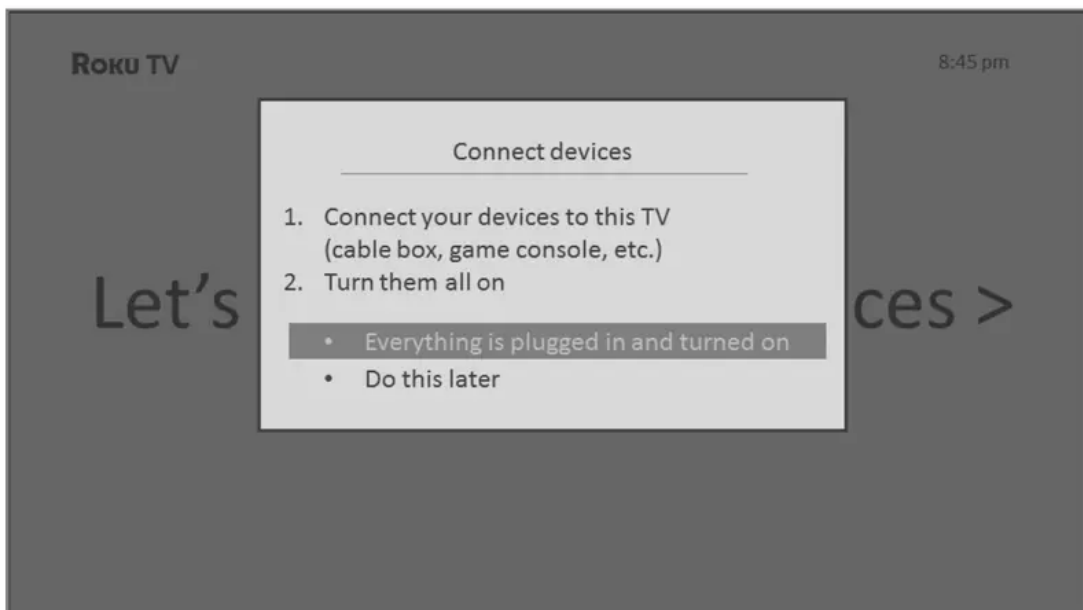 Roku TV
8:45 pm
Connect devices
1. Connect your devices to this TV
(cable box, game console, etc.)
2. Turn them all on
Let's ces >
• Everything is plugged in and turned on
• Do this later